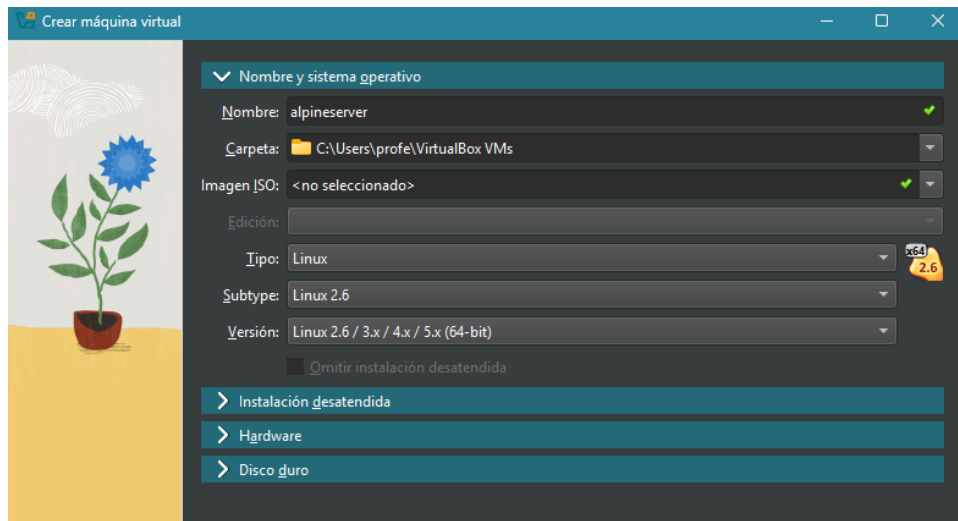 Crear máquina virtual
Nombre y sistema operativo
Nombre: alpineserver
Carpeta: C:\Users\profe\VirtualBox VMs
Imagen ISO: <no seleccionado>
Edición:
Tipo: Linux
x64
2.6
Subtype: Linux 2.6
Versión: Linux 2.6 / 3.x / 4.x / 5.x (64-bit)
Omitir instalación desatendida
Instalación desatendida
Hardware
Disco duro